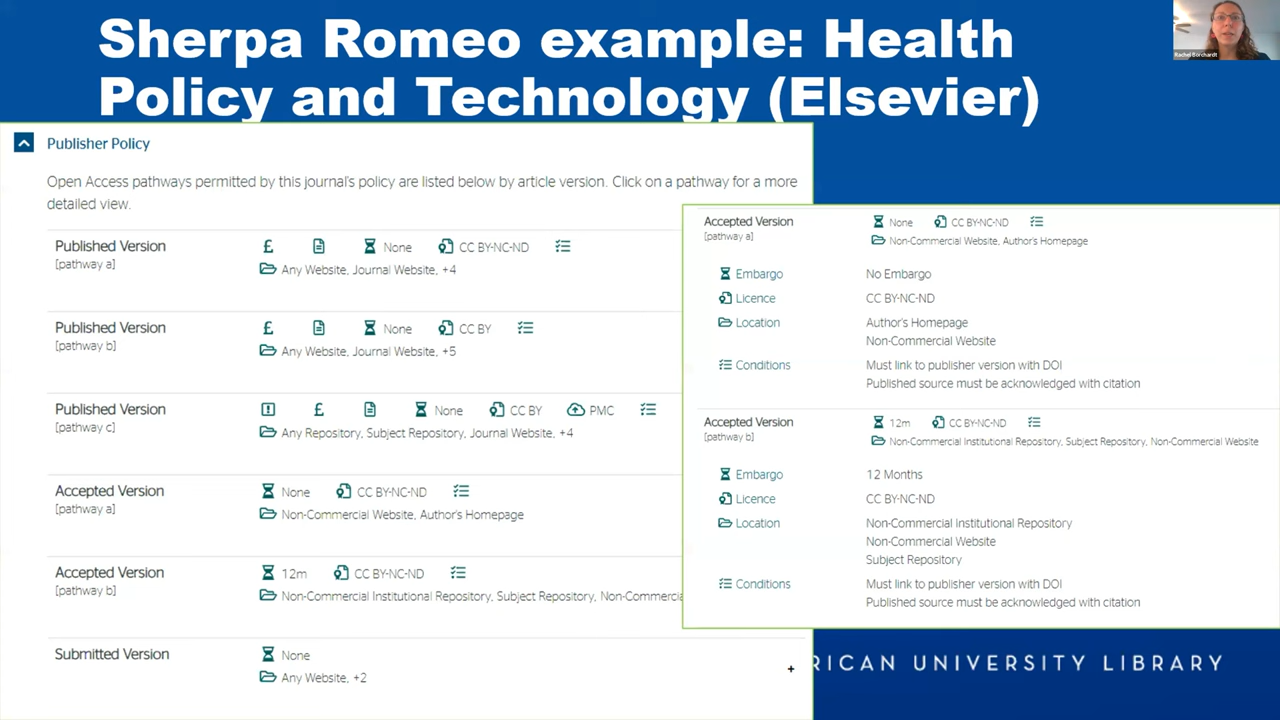 Sherpa Romeo example: Health
Policy and Technology (Elsevier)
Rachel Borchardt
Publisher Policy
Open Access pathways permitted by this journal's policy are listed below by article version. Click on a pathway for a more
detailed view.
Published Version
[pathway a]
£ None CC BY-NC-ND
Any Website, Journal Website, +4
Published Version
[pathway b]
£ None CC BY
Any Website, Journal Website, +5
Published Version
[pathway c]
£ None CC BY PMC
Any Repository, Subject Repository, Journal Website, +4
Accepted Version
[pathway a]
None CC BY-NC-ND
Non-Commercial Website, Author's Homepage
Accepted Version
[pathway b]
12m CC BY-NC-ND
Non-Commercial Institutional Repository, Subject Repository, Non-Commercia
Submitted Version
None
Any Website, +2
Accepted Version
[pathway a]
None CC BY-NC-ND
Non-Commercial Website, Author's Homepage
Embargo No Embargo
Licence CC BY-NC-ND
Location Author's Homepage
Non-Commercial Website
Conditions Must link to publisher version with DOI
Published source must be acknowledged with citation
Accepted Version
[pathway b]
12m CC BY-NC-ND
Non-Commercial Institutional Repository, Subject Repository, Non-Commercial Website
Embargo 12 Months
Licence CC BY-NC-ND
Location Non-Commercial Institutional Repository
Non-Commercial Website
Subject Repository
Conditions Must link to publisher version with DOI
Published source must be acknowledged with citation
RICAN UNIVERSITY LIBRARY